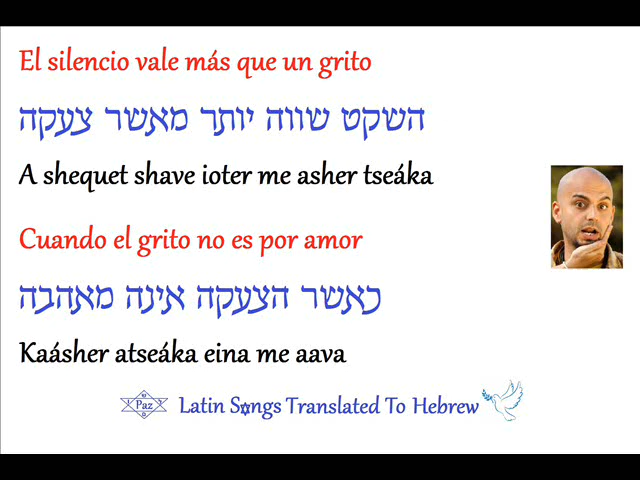 El silencio vale más que un grito
השקט שווה יותר מאשר צעקה
A shequet shave ioter me asher tseáka
Cuando el grito no es por amor
כאשר הצעקה אינה מאהבה
Kaásher atseáka eina me aava
Paz Latin Songs Translated To Hebrew